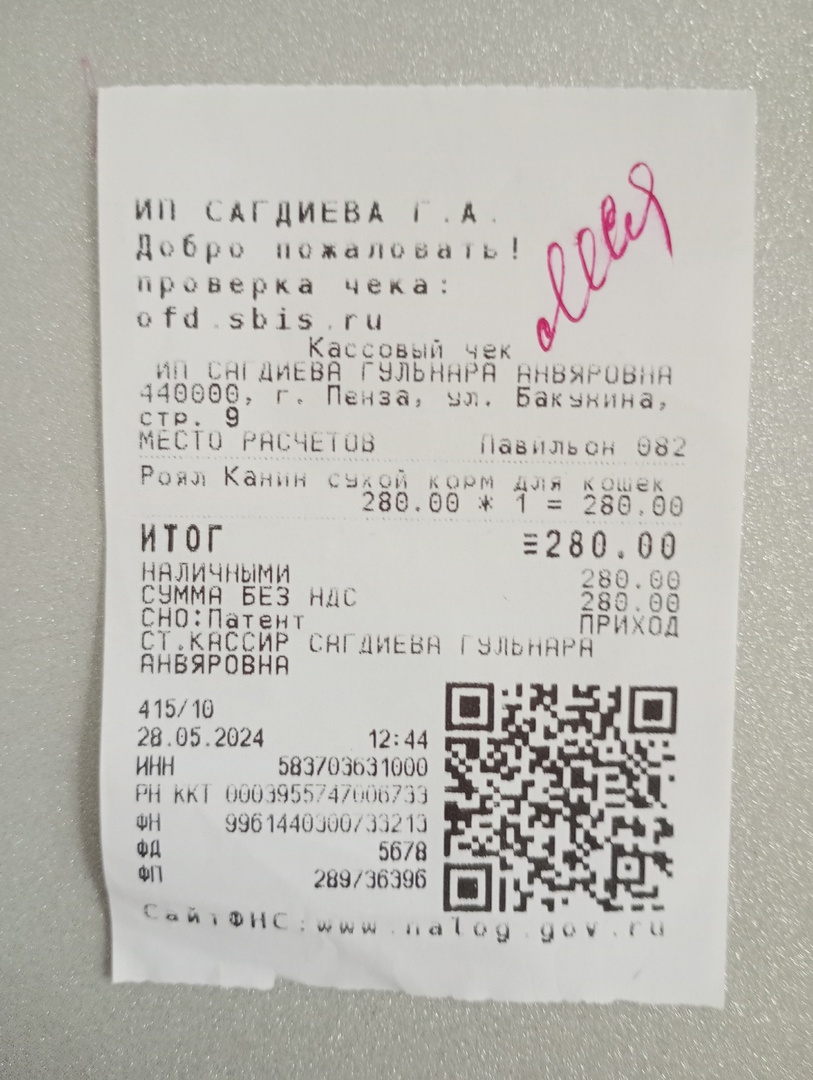 ИП САГДИЕВА Г.А.
Добро пожаловать!
проверка чека:
ofd.sbis.ru
Кассовый чек
ИП САГДИЕВА ГУЛЬНАРА АНВЯРОВНА
440000, г. Пенза, ул. Бакунина,
стр. 9
МЕСТО РАСЧЕТОВ Павильон 082
Роял Канин сухой корм для кошек
280.00 * 1 = 280.00
ИТОГ ≡280.00
НАЛИЧНЫМИ 280.00
СУММА БЕЗ НДС 280.00
СНО:Патент ПРИХОД
СТ.КАССИР САГДИЕВА ГУЛЬНАРА
АНВЯРОВНА
415/10
28.05.2024 12:44
ИНН 583703631000
РН ККТ 0003955747006733
ФН 9961440300733213
ФД 5678
ФП 289736396
СайтФНС:www.nalog.gov.ru